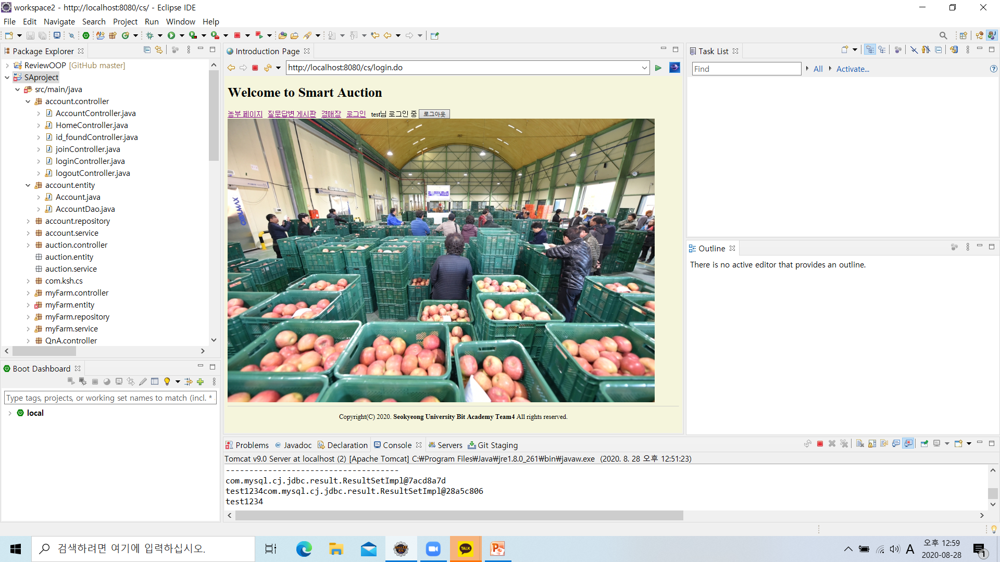 workspace2 - http://localhost:8080/cs/ - Eclipse IDE
File Edit Navigate Search Project Run Window Help
Package Explorer
ReviewOOP [GitHub master]
SAproject
src/main/java
account.controller
AccountController.java
HomeController.java
id_foundController.java
joinController.java
loginController.java
logoutController.java
account.entity
Account.java
AccountDao.java
account.repository
account.service
auction.controller
auction.entity
auction.service
com.ksh.cs
myFarm.controller
myFarm.entity
myFarm.repository
myFarm.service
QnA.controller
Boot Dashboard
Type tags, projects, or working set names to match (incl. *
local
Introduction Page
http://localhost:8080/cs/login.do
Welcome to Smart Auction
농부 페이지 질문답변 게시판 경매장 로그인 test님 로그인 중 로그아웃
COOLMAX
Copyright(C) 2020. Seokyeong University Bit Academy Team4 All rights reserved.
Task List
Find All Activate...
Outline
There is no active editor that provides an outline.
Problems Javadoc Declaration Console Servers Git Staging
Tomcat v9.0 Server at localhost (2) [Apache Tomcat] C:₩Program Files₩Java₩jre1.8.0_261₩bin₩javaw.exe (2020. 8. 28 오후 12:51:23)
-------------------------------------
com.mysql.cj.jdbc.result.ResultSetImpl@7acd8a7d
test1234com.mysql.cj.jdbc.result.ResultSetImpl@28a5c806
test1234
검색하려면 여기에 입력하십시오.
TALK
A
오후 12:59
2020-08-28
1